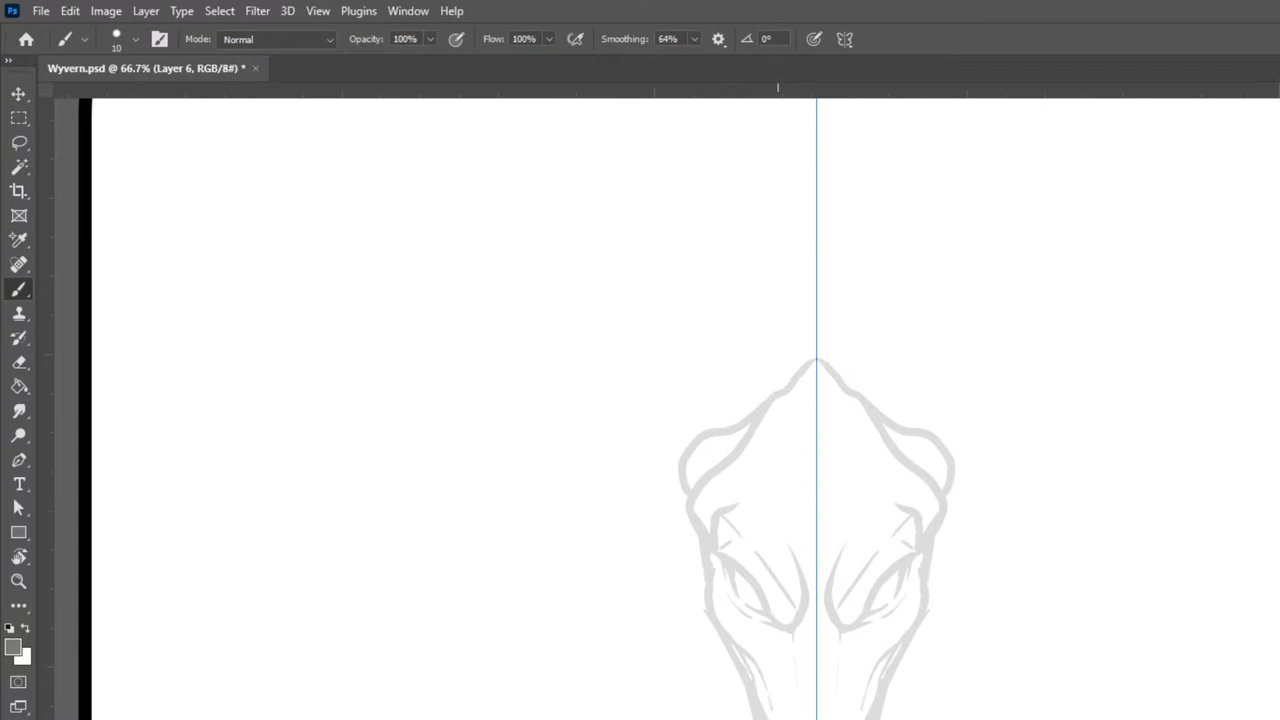 Ps File Edit Image Layer Type Select Filter 3D View Plugins Window Help
10 Mode: Normal Opacity: 100% Flow: 100% Smoothing: 64% 0°
Wyvern.psd @ 66.7% (Layer 6, RGB/8#) * ×